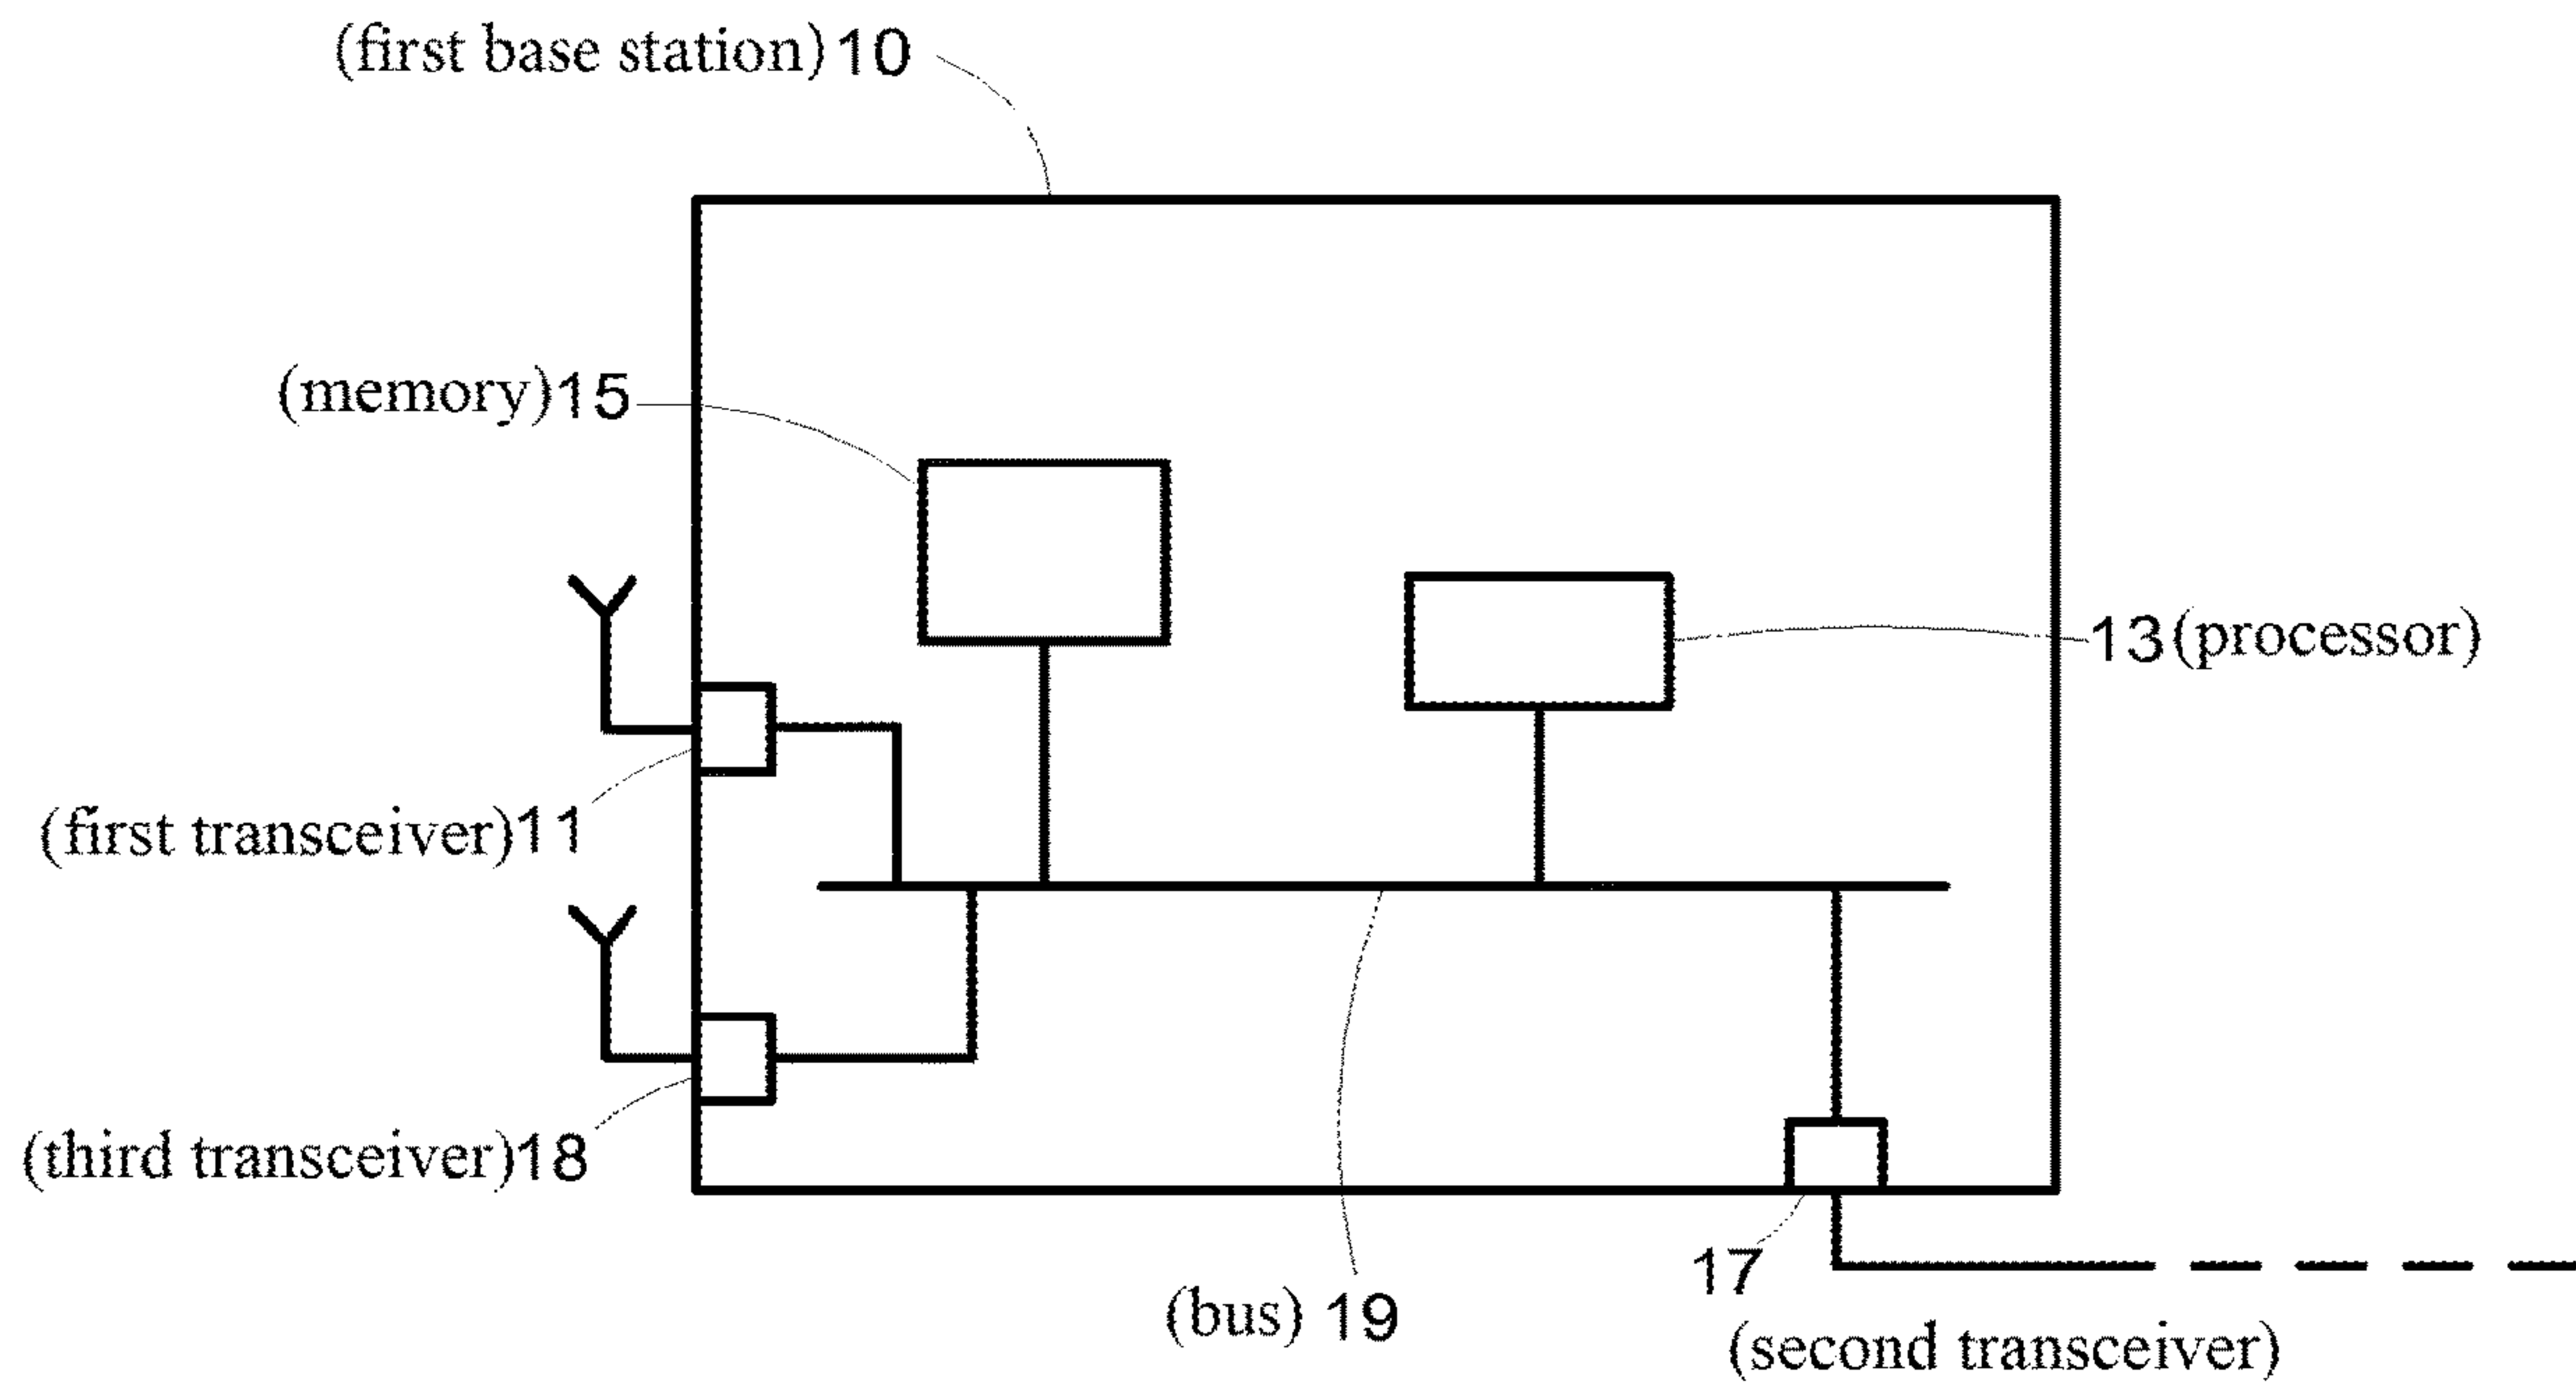 (first base station) 10
(memory) 15
13 (processor)
(first transceiver) 11
(third transceiver) 18
17
(second transceiver)
(bus) 19